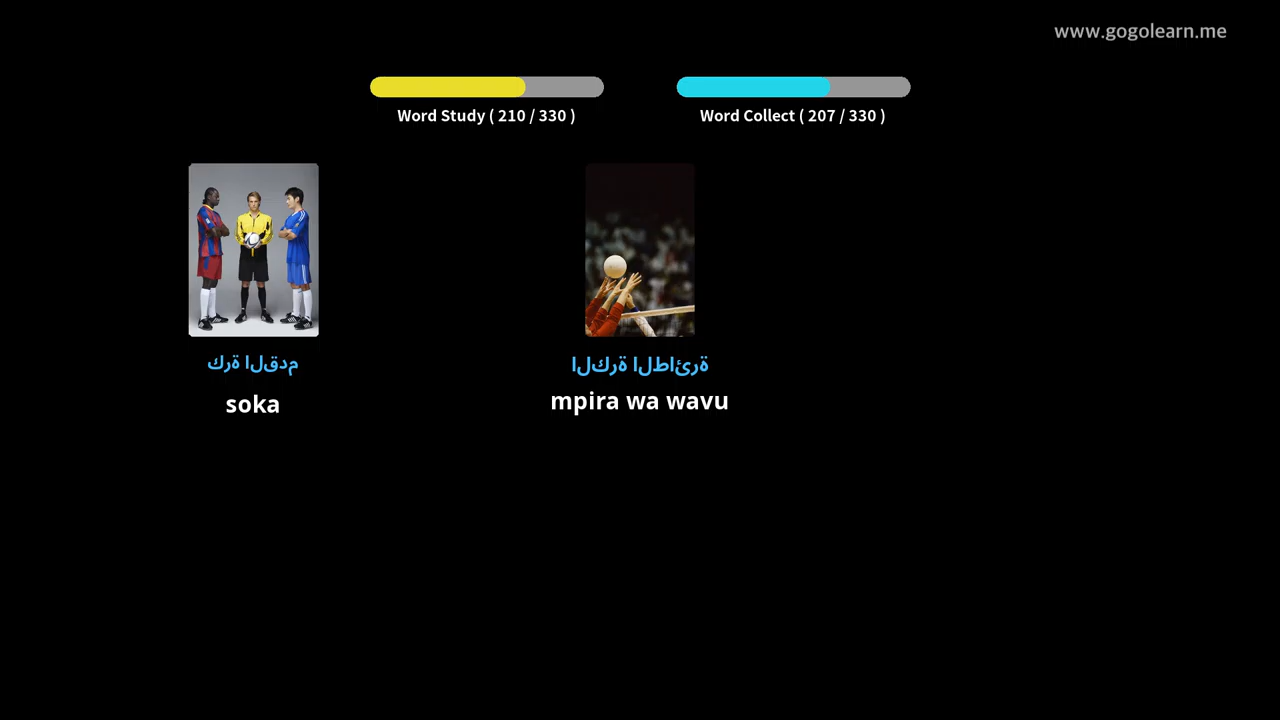 www.gogolearn.me
Word Study ( 210 / 330 )
Word Collect ( 207 / 330 )
كرة القدم
soka
الكرة الطائرة
mpira wa wavu